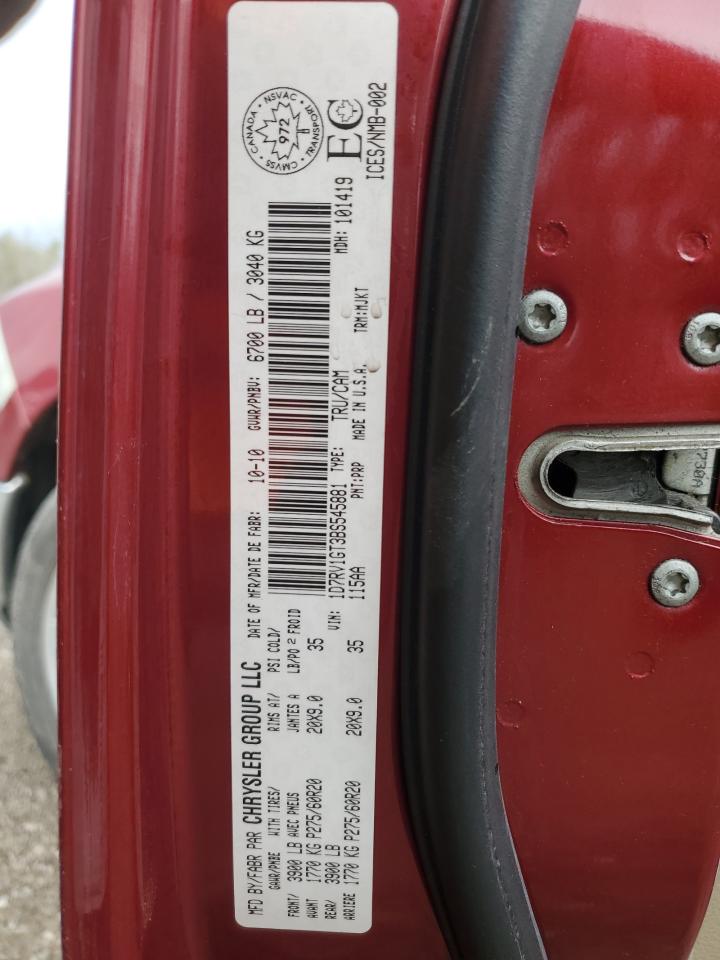 MFD BY/FABR PAR CHRYSLER GROUP LLC DATE OF MFR/DATE DE FABR: 10-10 GVWR/PNBV: 6700 LB / 3040 KG
GAWR/PNBE WITH TIRES/ RIMS AT/ PSI COLD/
FRONT/ 3900 LB AVEC PNEUS JANTES A LB/PO 2 FROID
AVANT 1770 KG P275/60R20 20X9.0 35
REAR/ 3900 LB VIN: 1D7RV1GT3BS545881 TYPE: TRU/CAM MDH: 101419
ARRIERE 1770 KG P275/60R20 20X9.0 35 115AA PNT:PRP MADE IN U.S.A. TRM:MJKT
CANADA • NSVAC • TRANSPORT • CMVSS
972
EC
ICES/NMB-002